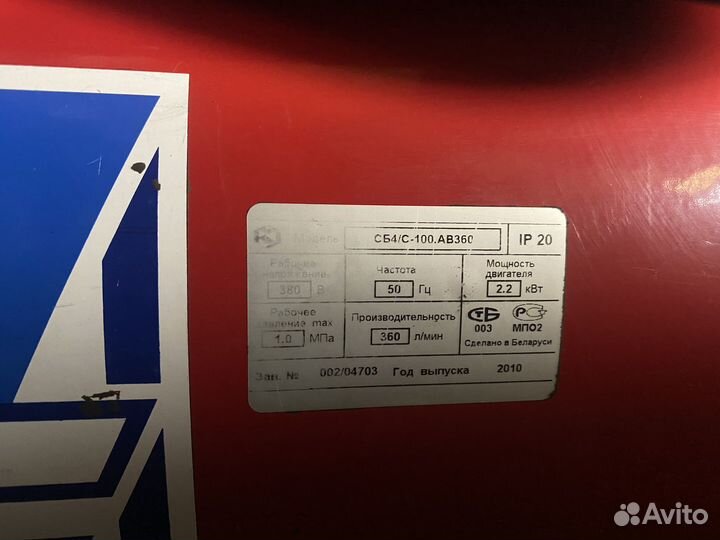 Модель СБ4/С-100.АВ360 IP 20
Рабочее напряжение 380 В
Частота 50 Гц
Мощность двигателя 2.2 кВт
Рабочее давление max 1.0 МПа
Производительность 360 л/мин
СТБ 003
РС МПО2
Сделано в Беларуси
Зав. № 002/04703 Год выпуска 2010
Avito